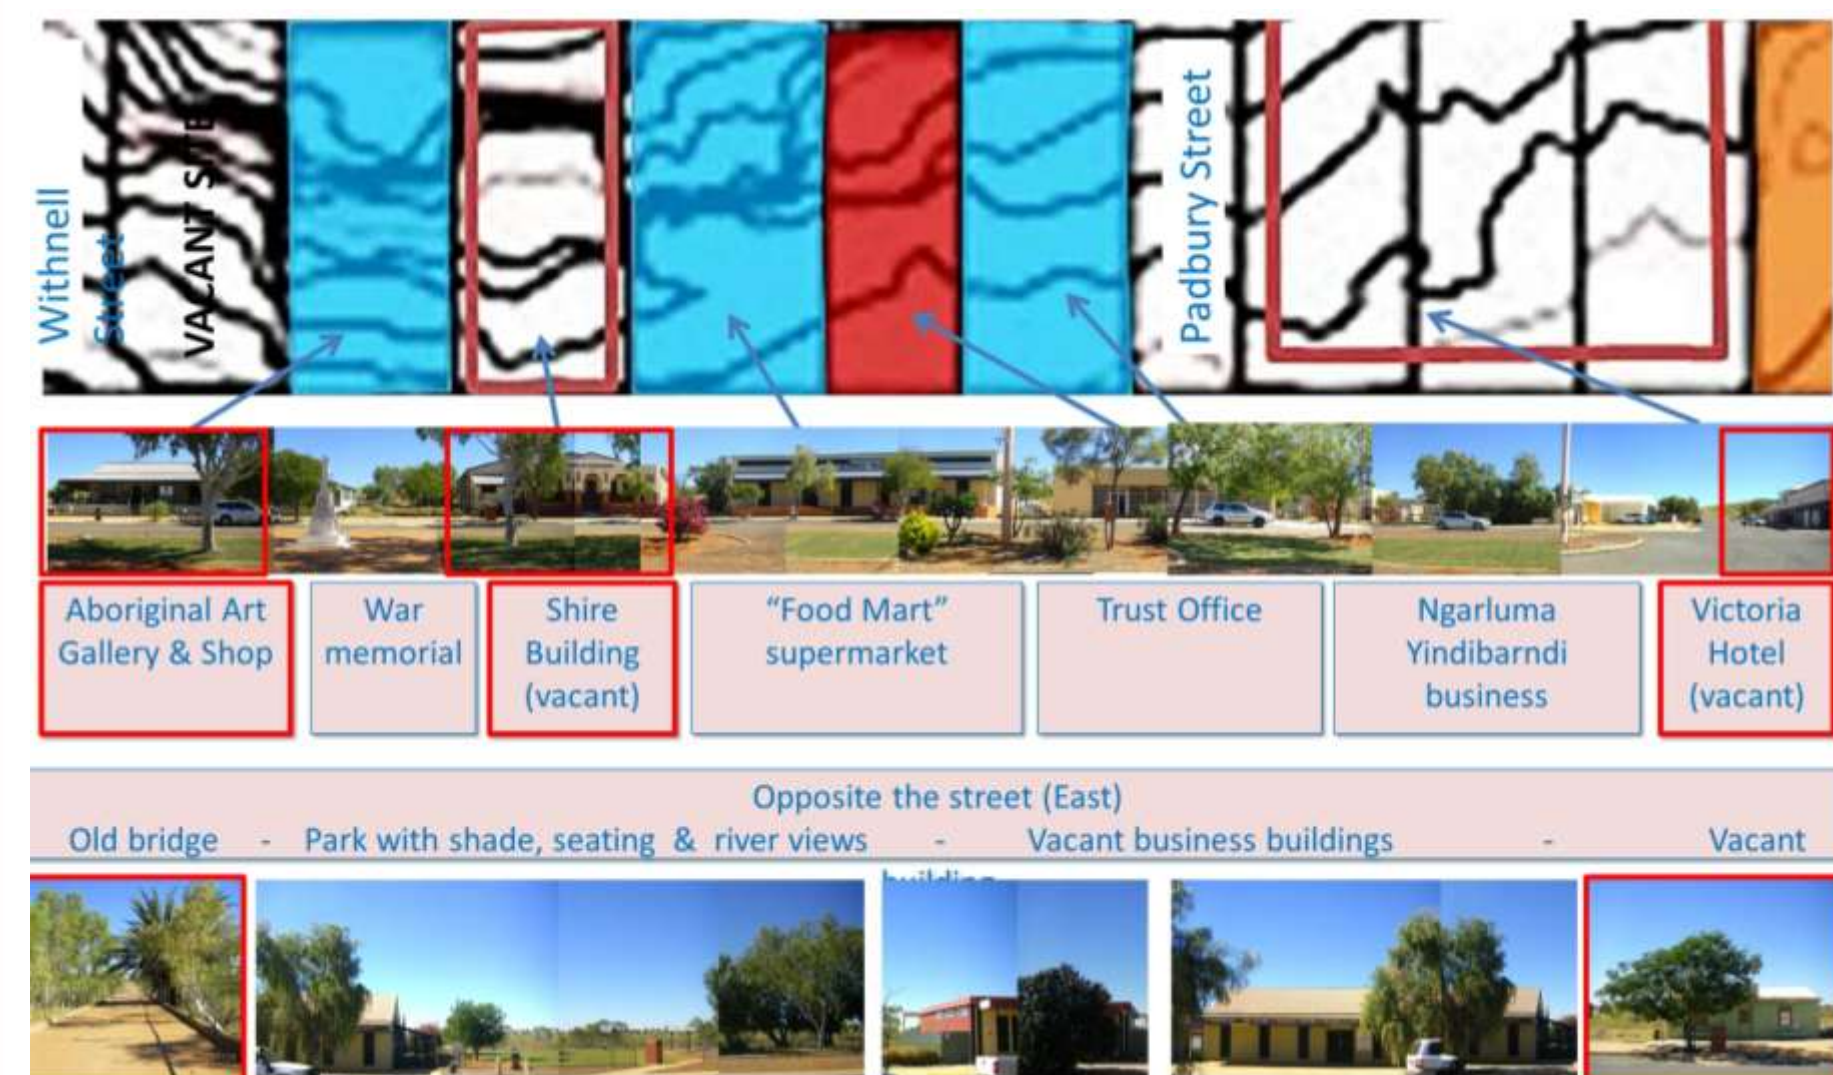 Withnell
Street
VACANT SITE
Padbury Street
Aboriginal Art
Gallery & Shop
War
memorial
Shire
Building
(vacant)
“Food Mart”
supermarket
Trust Office
Ngarluma
Yindibarndi
business
Victoria
Hotel
(vacant)
Opposite the street (East)
Old bridge - Park with shade, seating & river views - Vacant business buildings - Vacant
building